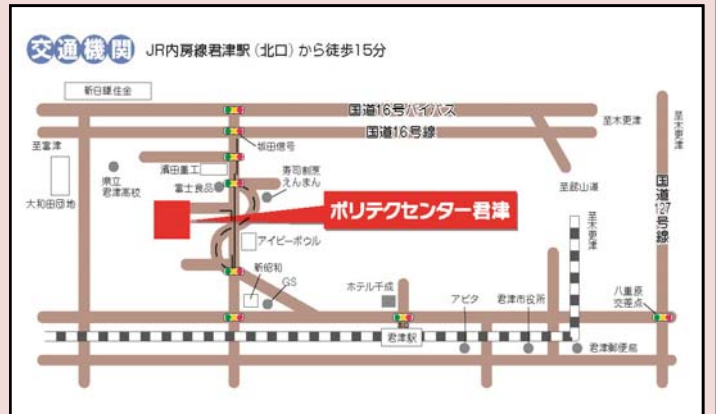 交通機関 JR内房線君津駅(北口)から徒歩15分
新日鐵住金
国道16号バイパス
国道16号線
至木更津
至木更津
至富津
坂田信号
濱田重工
寿司割烹
えんまん
富士食品
県立
君津高校
大和田団地
至館山道
国道127号線
至木更津
ポリテクセンター君津
アイビーボウル
新昭和
GS
ホテル千成
アピタ
君津市役所
八重原
交差点
君津駅
君津郵便局